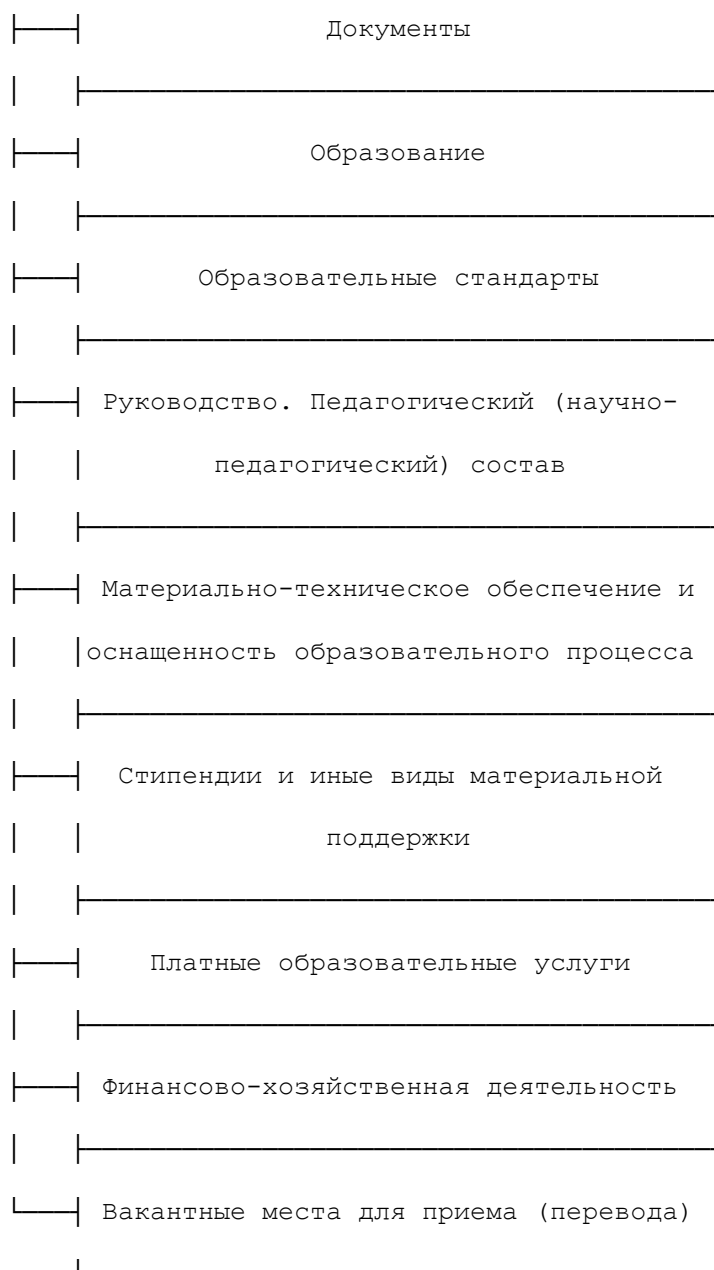 Документы
Образование
Образовательные стандарты
Руководство. Педагогический (научно-
педагогический) состав
Материально-техническое обеспечение и
оснащенность образовательного процесса
Стипендии и иные виды материальной
поддержки
Платные образовательные услуги
Финансово-хозяйственная деятельность
Вакантные места для приема (перевода)